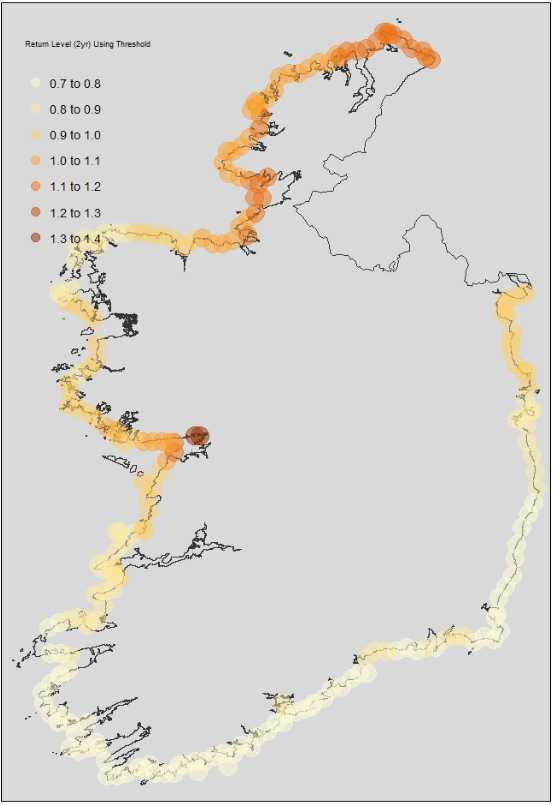 Return Level (2yr) Using Threshold
0.7 to 0.8
0.8 to 0.9
0.9 to 1.0
1.0 to 1.1
1.1 to 1.2
1.2 to 1.3
1.3 to 1.4